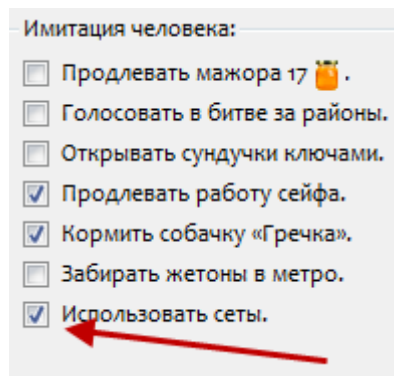 Имитация человека:
Продлевать мажора 17 .
Голосовать в битве за районы.
Открывать сундучки ключами.
Продлевать работу сейфа.
Кормить собачку «Гречка».
Забирать жетоны в метро.
Использовать сеты.